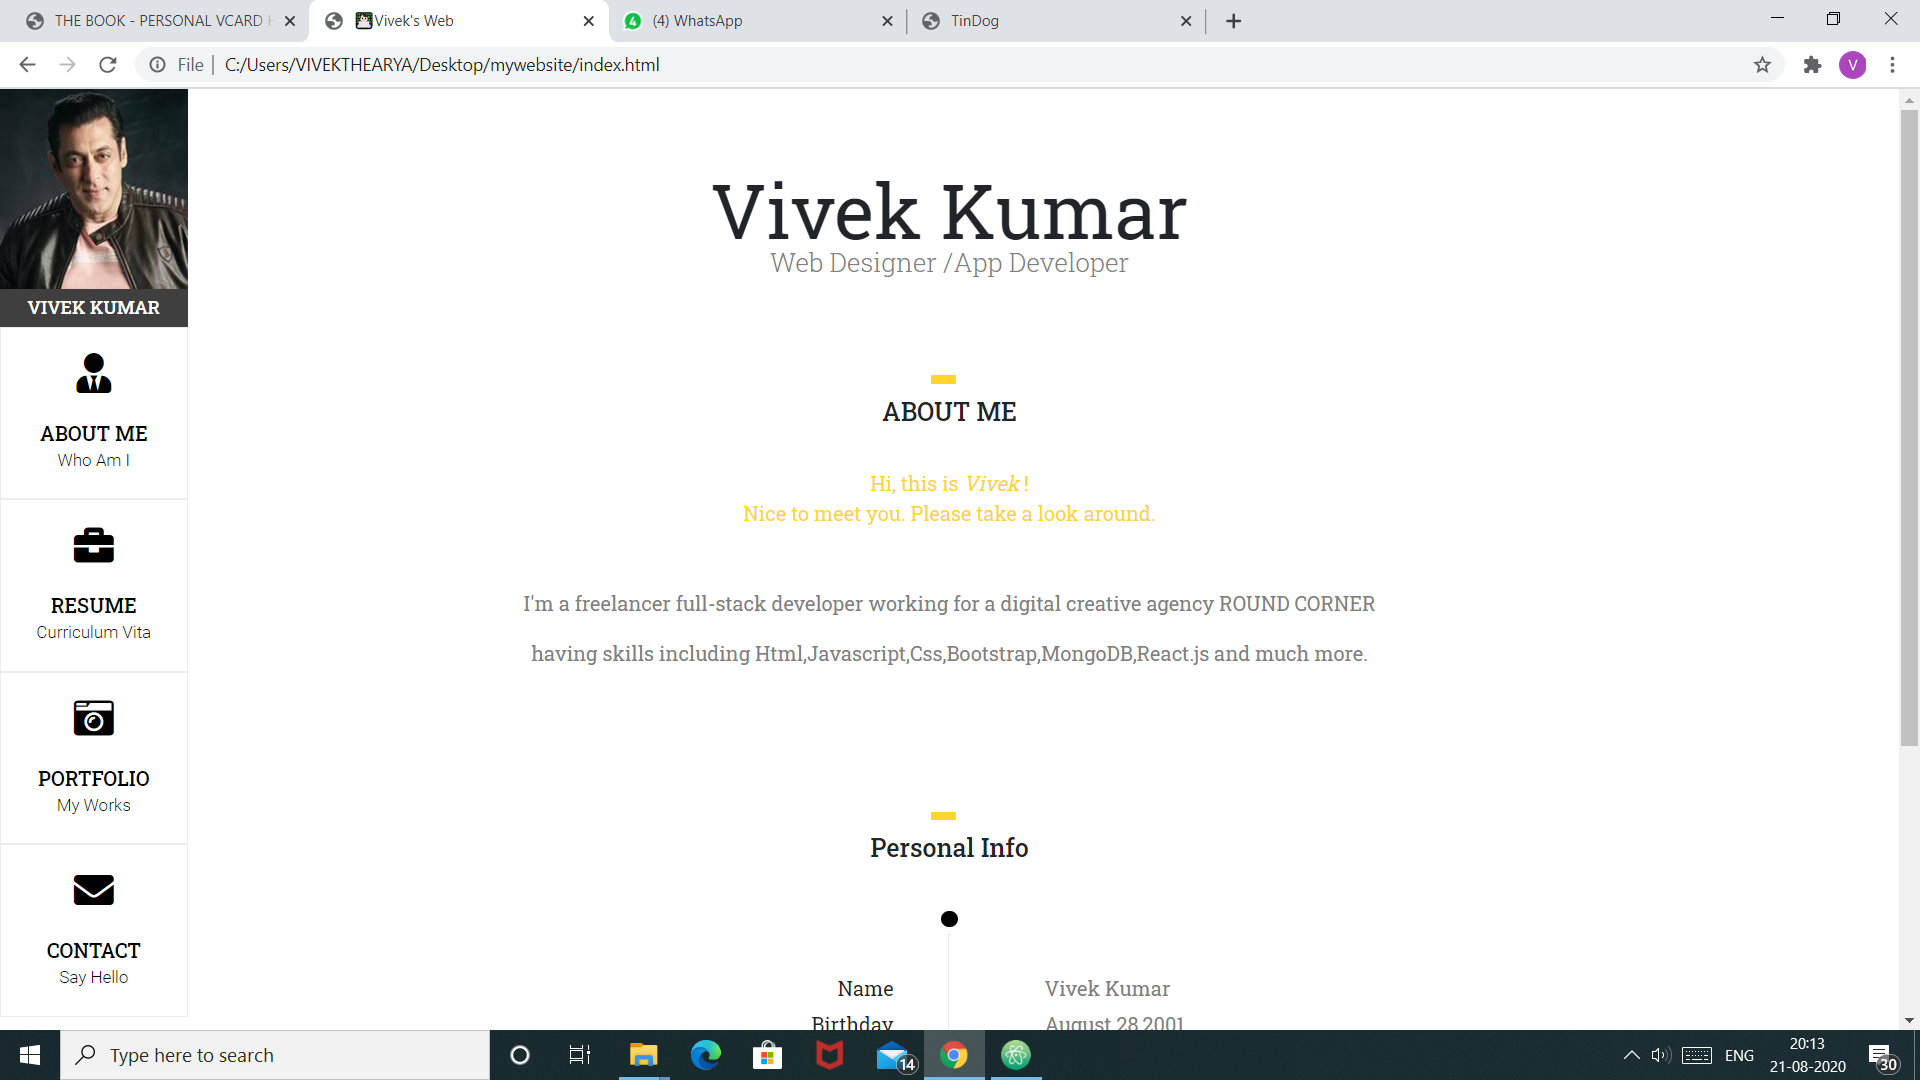 THE BOOK - PERSONAL VCARD
Vivek's Web
4
(4) WhatsApp
TinDog
File
C:/Users/VIVEKTHEARYA/Desktop/mywebsite/index.html
V
VIVEK KUMAR
ABOUT ME
Who Am I
RESUME
Curriculum Vita
PORTFOLIO
My Works
CONTACT
Say Hello
Vivek Kumar
Web Designer /App Developer
ABOUT ME
Hi, this is Vivek !
Nice to meet you. Please take a look around.
I'm a freelancer full-stack developer working for a digital creative agency ROUND CORNER
having skills including Html,Javascript,Css,Bootstrap,MongoDB,React.js and much more.
Personal Info
Name Vivek Kumar
Birthday August 28,2001
Type here to search
14
ENG
20:13
21-08-2020
30